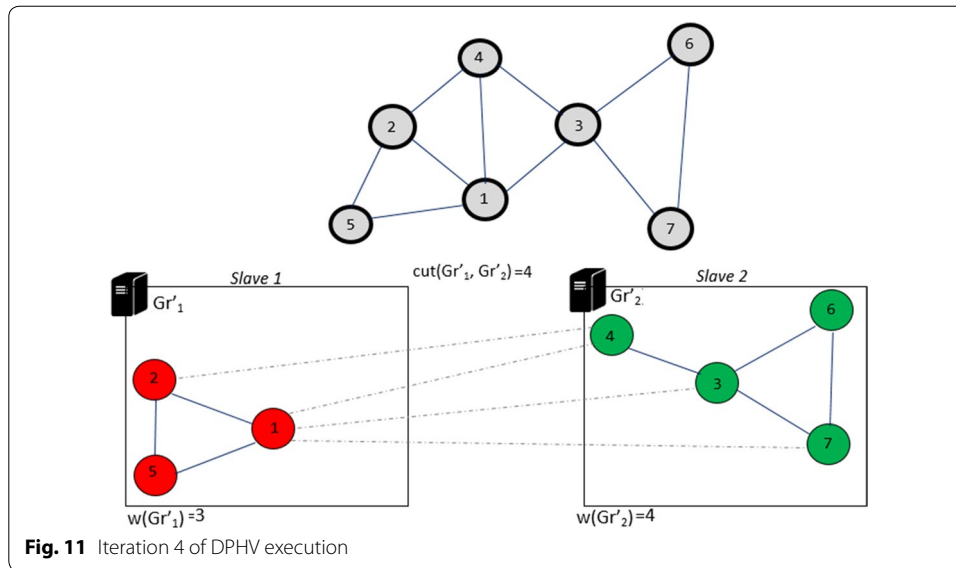 6
4
2
3
1
5
7
cut(Gr'1, Gr'2)=4
Slave 1
Gr'1
2
1
5
w(Gr'1) =3
Slave 2
Gr'2.
4
6
3
7
w(Gr'2)=4
Fig. 11 Iteration 4 of DPHV execution